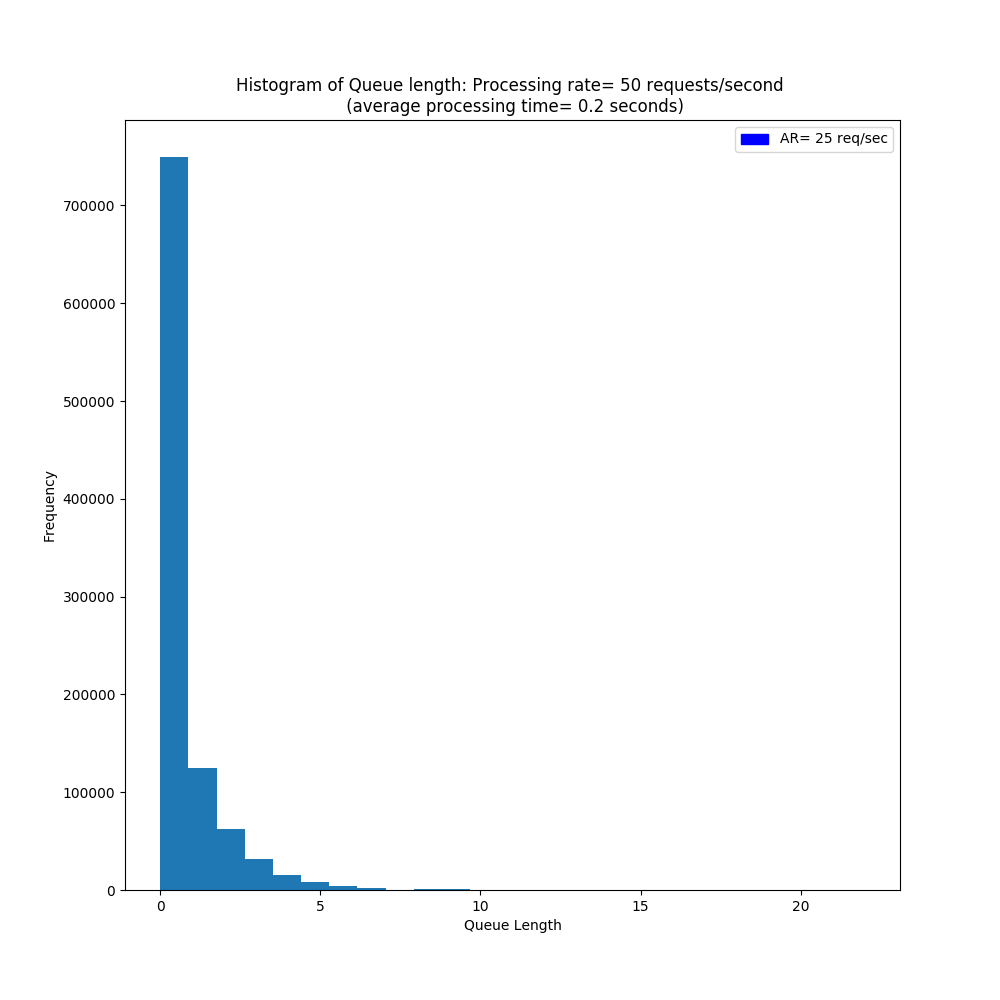 Histogram of Queue length: Processing rate= 50 requests/second
(average processing time= 0.2 seconds)
AR= 25 req/sec
700000
600000
500000
400000
300000
200000
100000
0
Frequency
0 5 10 15 20
Queue Length